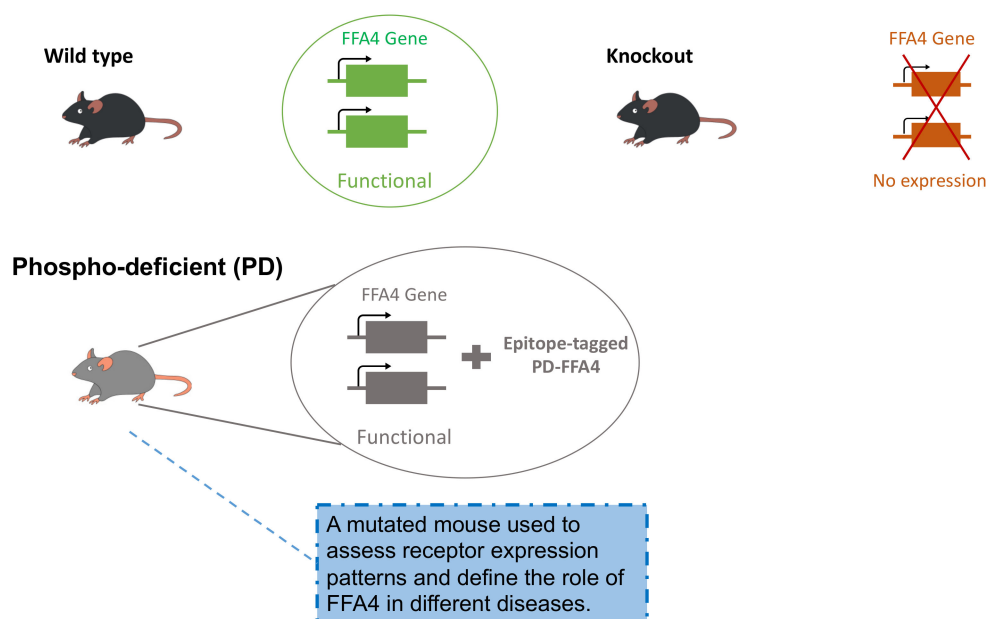 Wild type
FFA4 Gene
Functional
Knockout
FFA4 Gene
No expression
Phospho-deficient (PD)
FFA4 Gene
Functional
Epitope-tagged
PD-FFA4
A mutated mouse used to
assess receptor expression
patterns and define the role of
FFA4 in different diseases.